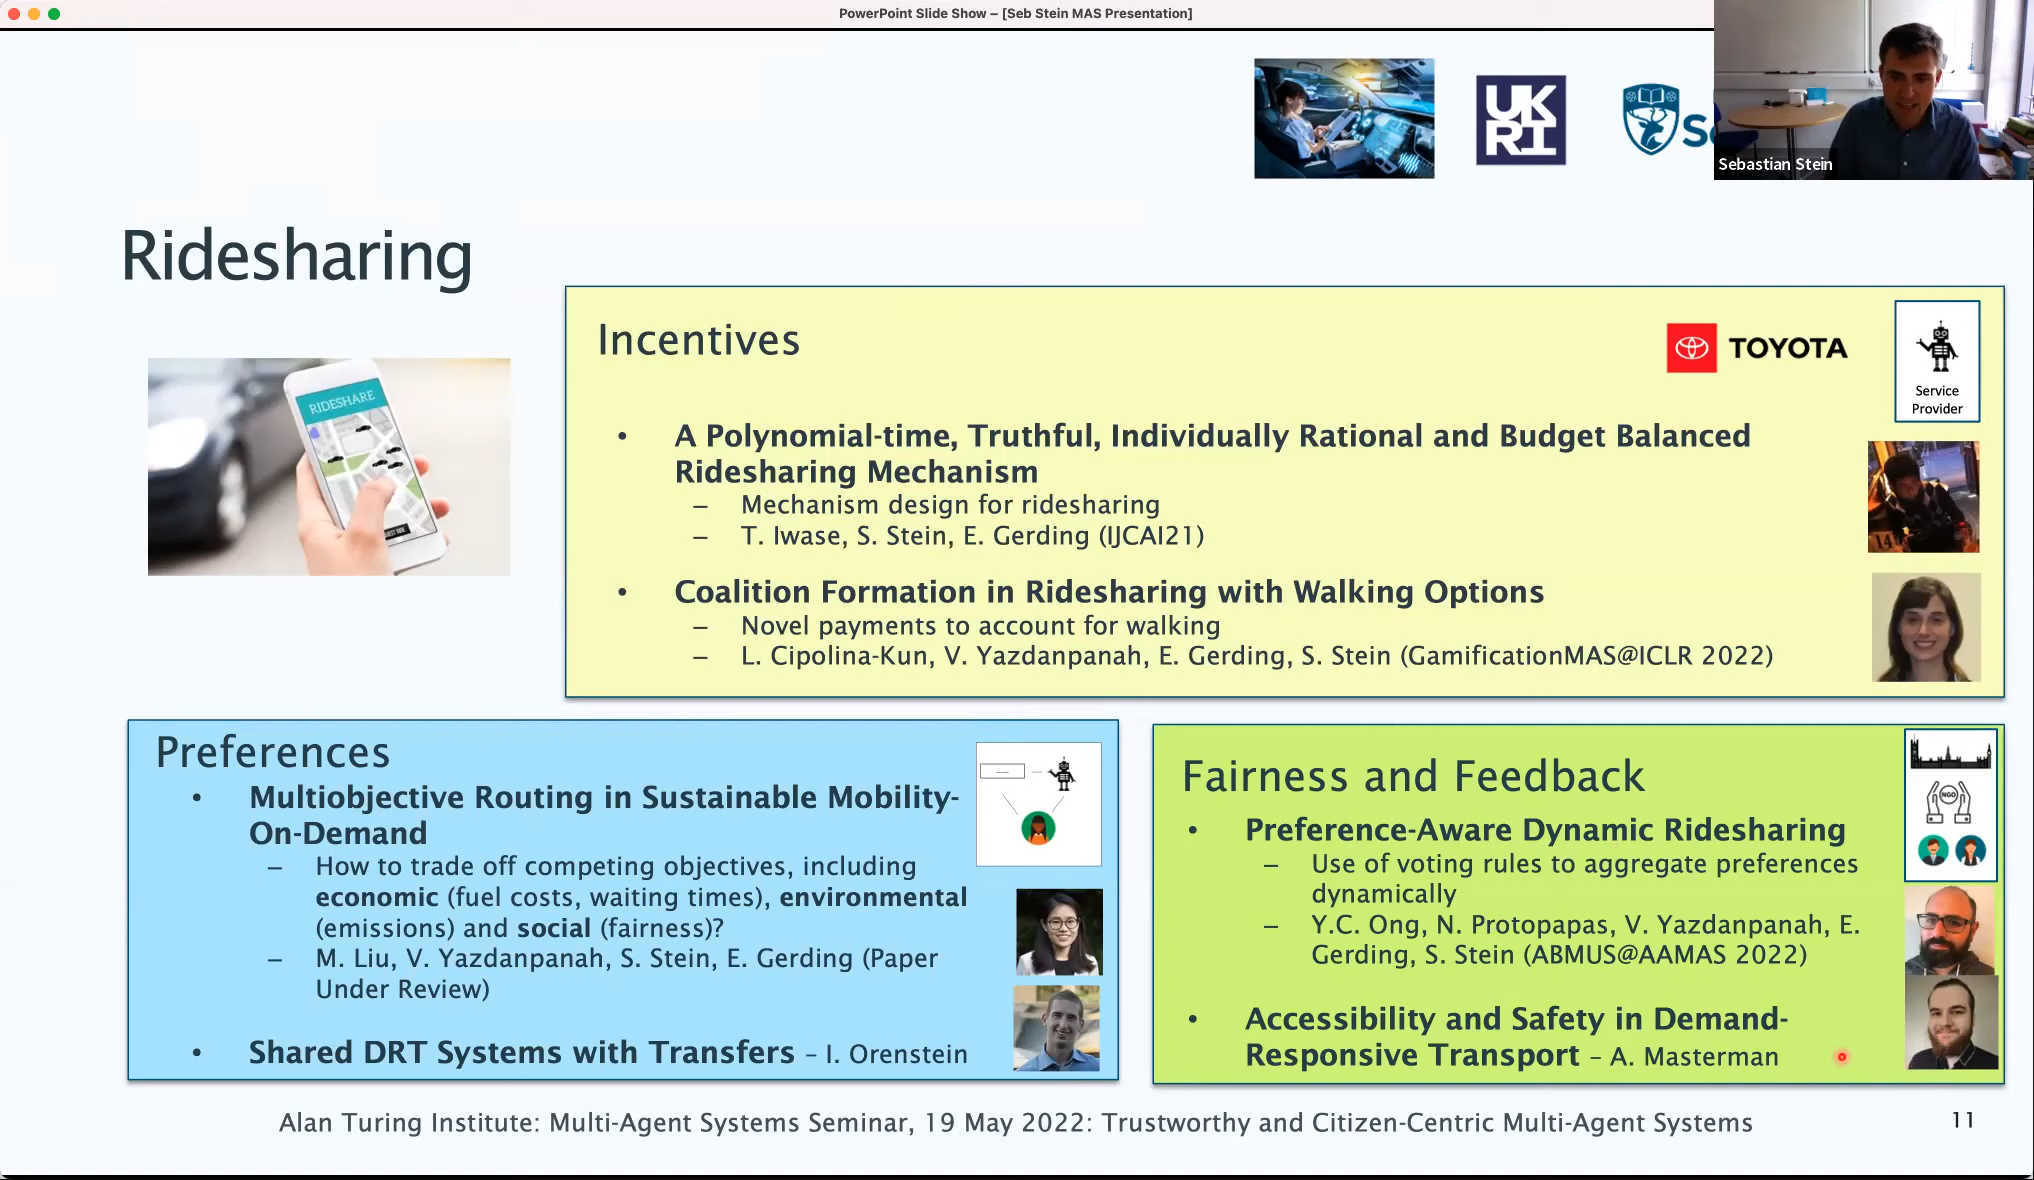 PowerPoint Slide Show – [Seb Stein MAS Presentation]
UK
RI
Sebastian Stein
Ridesharing
RIDESHARE
Incentives
TOYOTA
Service
Provider
• A Polynomial-time, Truthful, Individually Rational and Budget Balanced
Ridesharing Mechanism
– Mechanism design for ridesharing
– T. Iwase, S. Stein, E. Gerding (IJCAI21)
• Coalition Formation in Ridesharing with Walking Options
– Novel payments to account for walking
– L. Cipolina-Kun, V. Yazdanpanah, E. Gerding, S. Stein (GamificationMAS@ICLR 2022)
14
Preferences
• Multiobjective Routing in Sustainable Mobility-
On-Demand
– How to trade off competing objectives, including
economic (fuel costs, waiting times), environmental
(emissions) and social (fairness)?
– M. Liu, V. Yazdanpanah, S. Stein, E. Gerding (Paper
Under Review)
• Shared DRT Systems with Transfers – I. Orenstein
Fairness and Feedback
NGO
• Preference-Aware Dynamic Ridesharing
– Use of voting rules to aggregate preferences
dynamically
– Y.C. Ong, N. Protopapas, V. Yazdanpanah, E.
Gerding, S. Stein (ABMUS@AAMAS 2022)
• Accessibility and Safety in Demand-
Responsive Transport – A. Masterman
Alan Turing Institute: Multi-Agent Systems Seminar, 19 May 2022: Trustworthy and Citizen-Centric Multi-Agent Systems
11